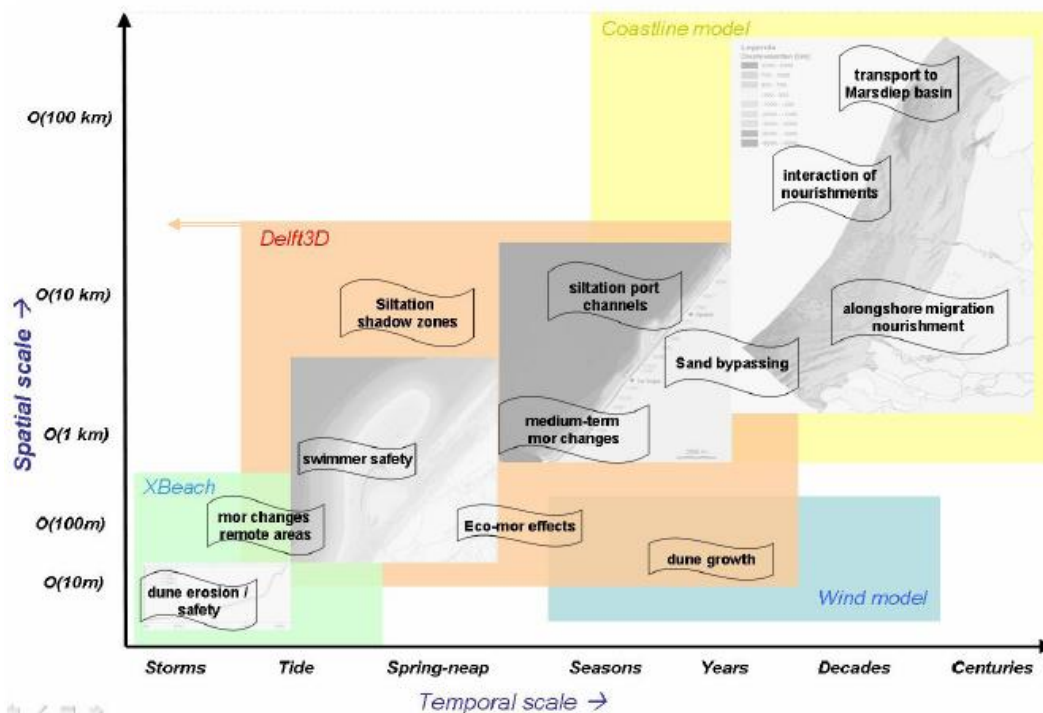 Coastline model
Legenda
transport to
Marsdiep basin
O(100 km)
interaction of
nourishments
Delft3D
O(10 km)
Siltation
shadow zones
siltation port
channels
alongshore migration
nourishment
Sand bypassing
Spatial scale →
O(1 km)
medium-term
mor changes
swimmer safety
XBeach
O(100m)
mor changes
remote areas
Eco-mor effects
dune growth
O(10m)
dune erosion /
safety
Wind model
Storms Tide Spring-neap Seasons Years Decades Centuries
Temporal scale →